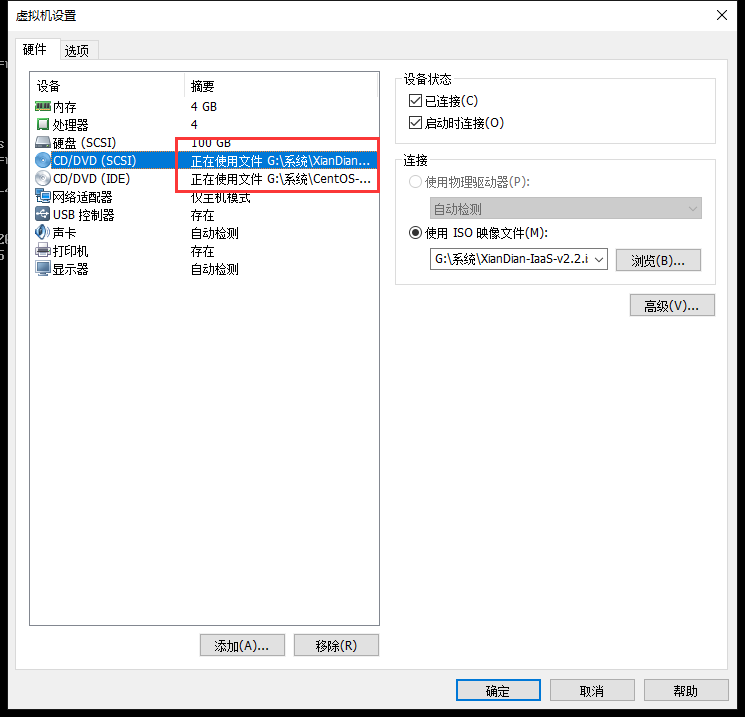 虚拟机设置
硬件 选项
设备 摘要
内存 4 GB
处理器 4
硬盘 (SCSI) 100 GB
CD/DVD (SCSI) 正在使用文件 G:\系统\XianDian...
CD/DVD (IDE) 正在使用文件 G:\系统\CentOS-...
网络适配器 仅主机模式
USB 控制器 存在
声卡 自动检测
打印机 存在
显示器 自动检测
添加(A)... 移除(R)
设备状态
已连接(C)
启动时连接(O)
连接
使用物理驱动器(P):
自动检测
使用 ISO 映像文件(M):
G:\系统\XianDian-IaaS-v2.2.i 浏览(B)...
高级(V)...
确定 取消 帮助